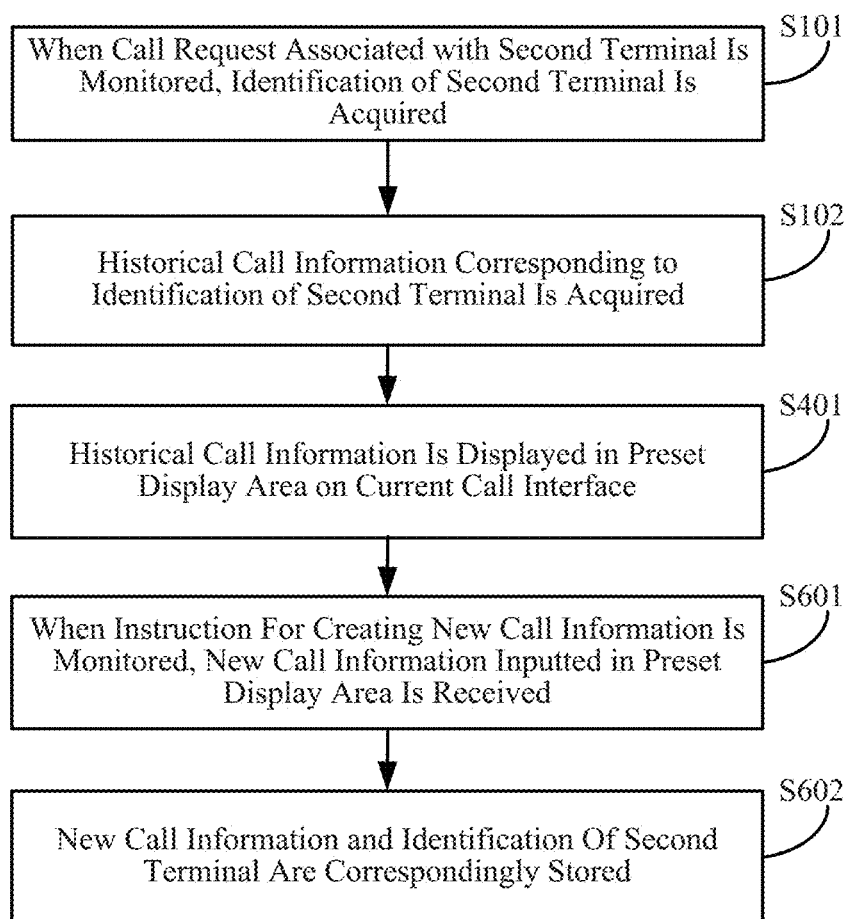 S101
When Call Request Associated with Second Terminal Is
Monitored, Identification of Second Terminal Is
Acquired
S102
Historical Call Information Corresponding to
Identification of Second Terminal Is Acquired
S401
Historical Call Information Is Displayed in Preset
Display Area on Current Call Interface
S601
When Instruction For Creating New Call Information Is
Monitored, New Call Information Inputted in Preset
Display Area Is Received
S602
New Call Information and Identification Of Second
Terminal Are Correspondingly Stored